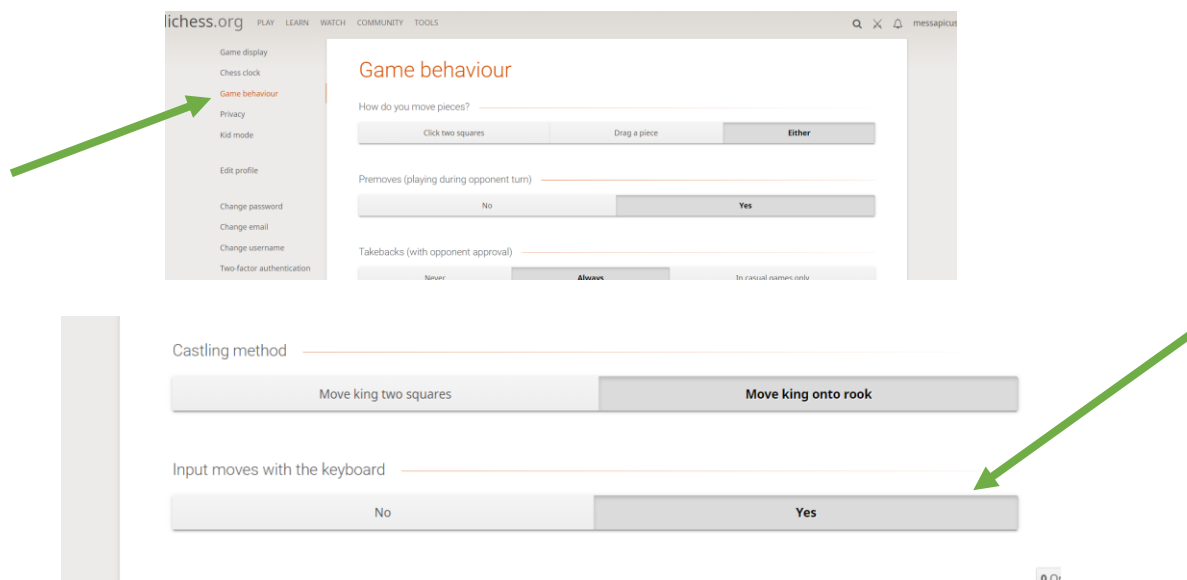 lichess.org PLAY LEARN WATCH COMMUNITY TOOLS messapicus
Game display
Chess clock
Game behaviour
Privacy
Kid mode
Edit profile
Change password
Change email
Change username
Two-factor authentication
Game behaviour
How do you move pieces?
Click two squares Drag a piece Either
Premoves (playing during opponent turn)
No Yes
Takebacks (with opponent approval)
Never Always In casual games only
Castling method
Move king two squares Move king onto rook
Input moves with the keyboard
No Yes
0